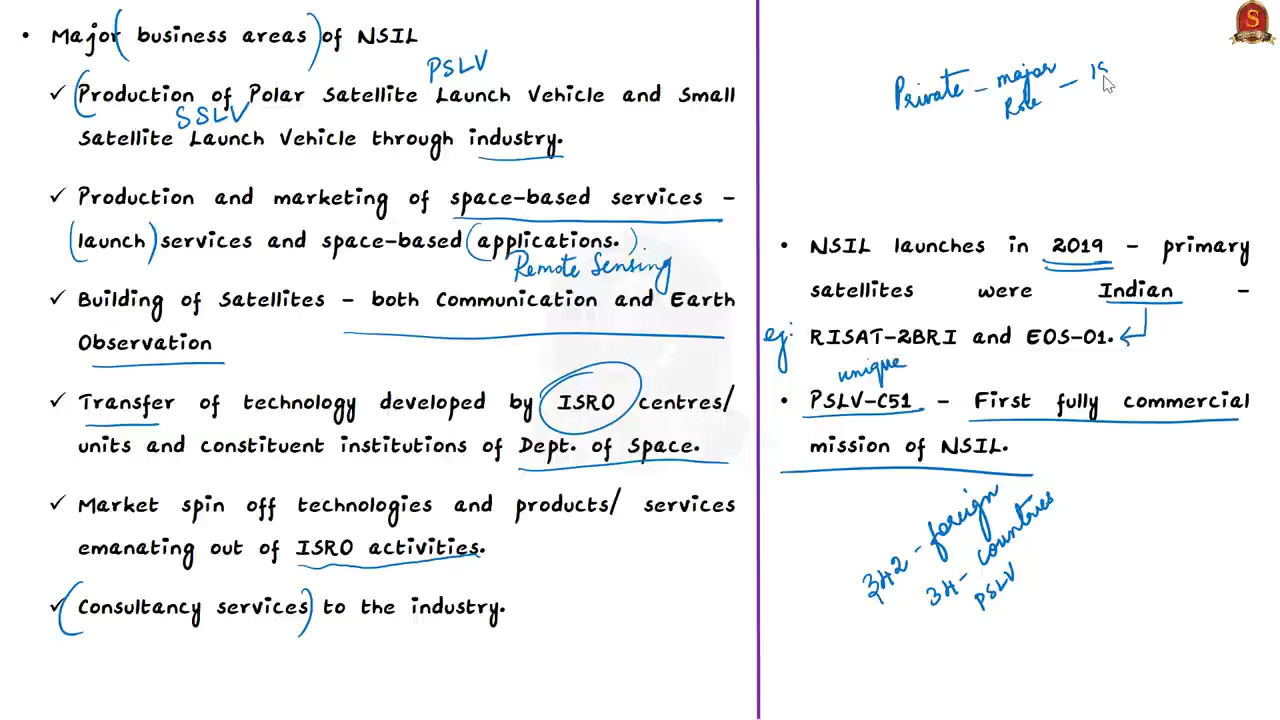 • Major (business areas) of NSIL
PSLV
✓ (Production of Polar Satellite Launch Vehicle and Small
SSLV
Satellite Launch Vehicle through industry.
✓ Production and marketing of space-based services -
(launch) services and space-based (applications.).
Remote Sensing
✓ Building of Satellites - both Communication and Earth
Observation
✓ Transfer of technology developed by ISRO centres/
units and constituent institutions of Dept. of Space.
✓ Market spin off technologies and products/ services
emanating out of ISRO activities.
✓ (Consultancy services) to the industry.
S
Private - major - IS
Role
• NSIL launches in 2019 - primary
satellites were Indian -
eg: RISAT-2BRI and EOS-01.
unique
• PSLV-C51 - First fully commercial
mission of NSIL.
342 - foreign
34 - countries
PSLV